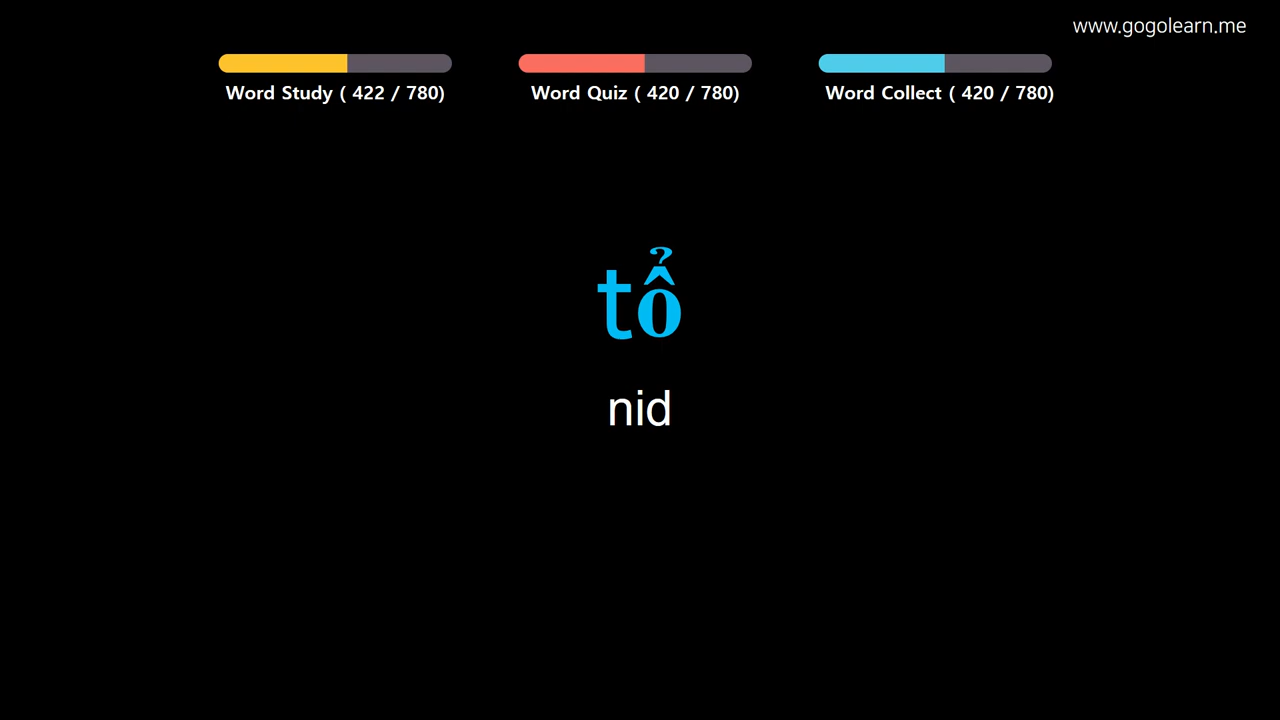 www.gogolearn.me
Word Study ( 422 / 780)
Word Quiz ( 420 / 780)
Word Collect ( 420 / 780)
tổ
nid